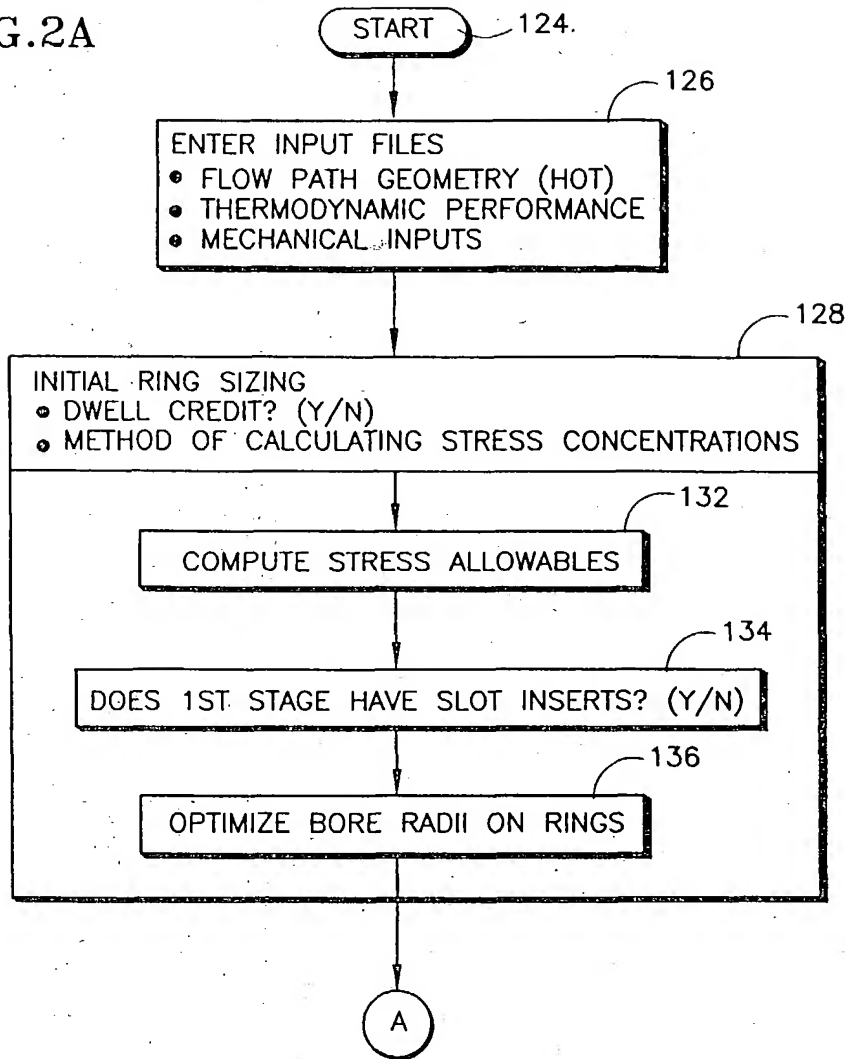 G.2A
START
124.
126
ENTER INPUT FILES
• FLOW PATH GEOMETRY (HOT)
• THERMODYNAMIC PERFORMANCE
• MECHANICAL INPUTS
128
INITIAL RING SIZING
• DWELL CREDIT? (Y/N)
• METHOD OF CALCULATING STRESS CONCENTRATIONS
132
COMPUTE STRESS ALLOWABLES
134
DOES 1ST STAGE HAVE SLOT INSERTS? (Y/N)
136
OPTIMIZE BORE RADII ON RINGS
A